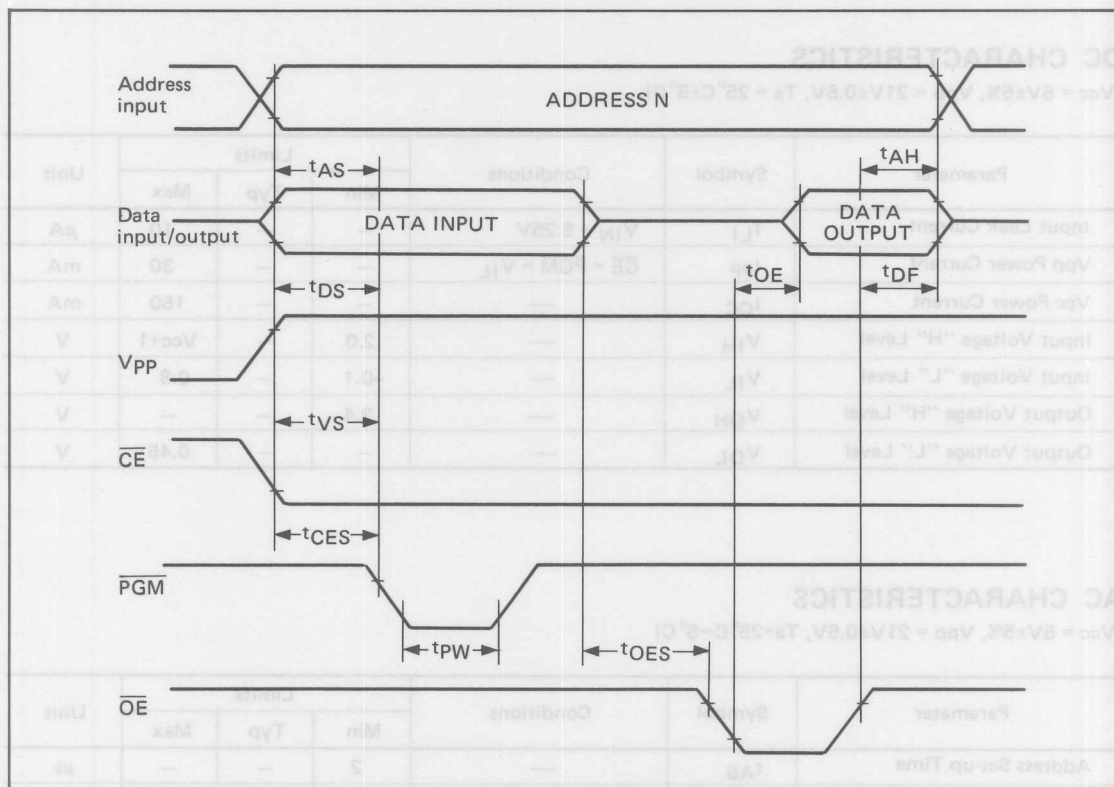 Address
input
ADDRESS N
tAS
tAH
Data
input/output
DATA INPUT
DATA
OUTPUT
tDS
tOE
tDF
VPP
tVS
CE
tCES
PGM
tPW
tOES
OE